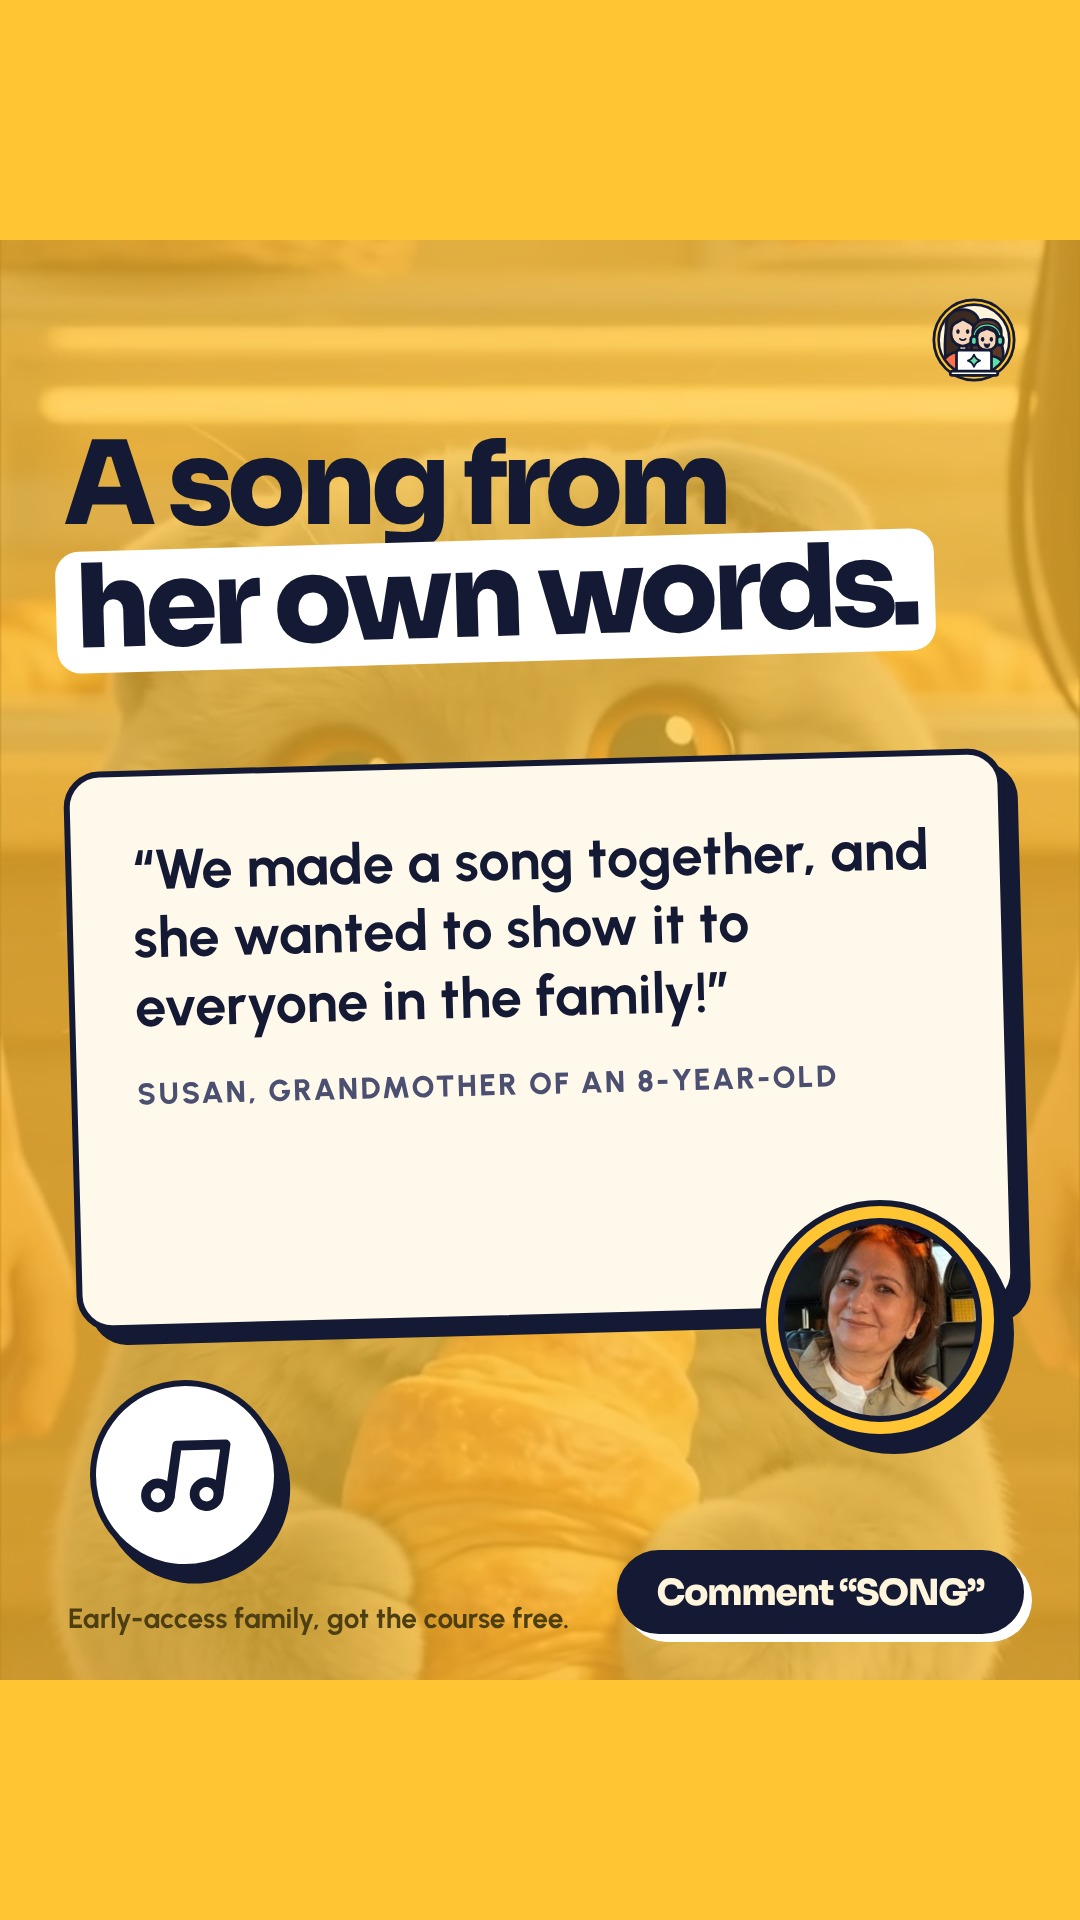 A song from
her own words.
“We made a song together, and
she wanted to show it to
everyone in the family!”
SUSAN, GRANDMOTHER OF AN 8-YEAR-OLD
Early-access family, got the course free.
Comment “SONG”